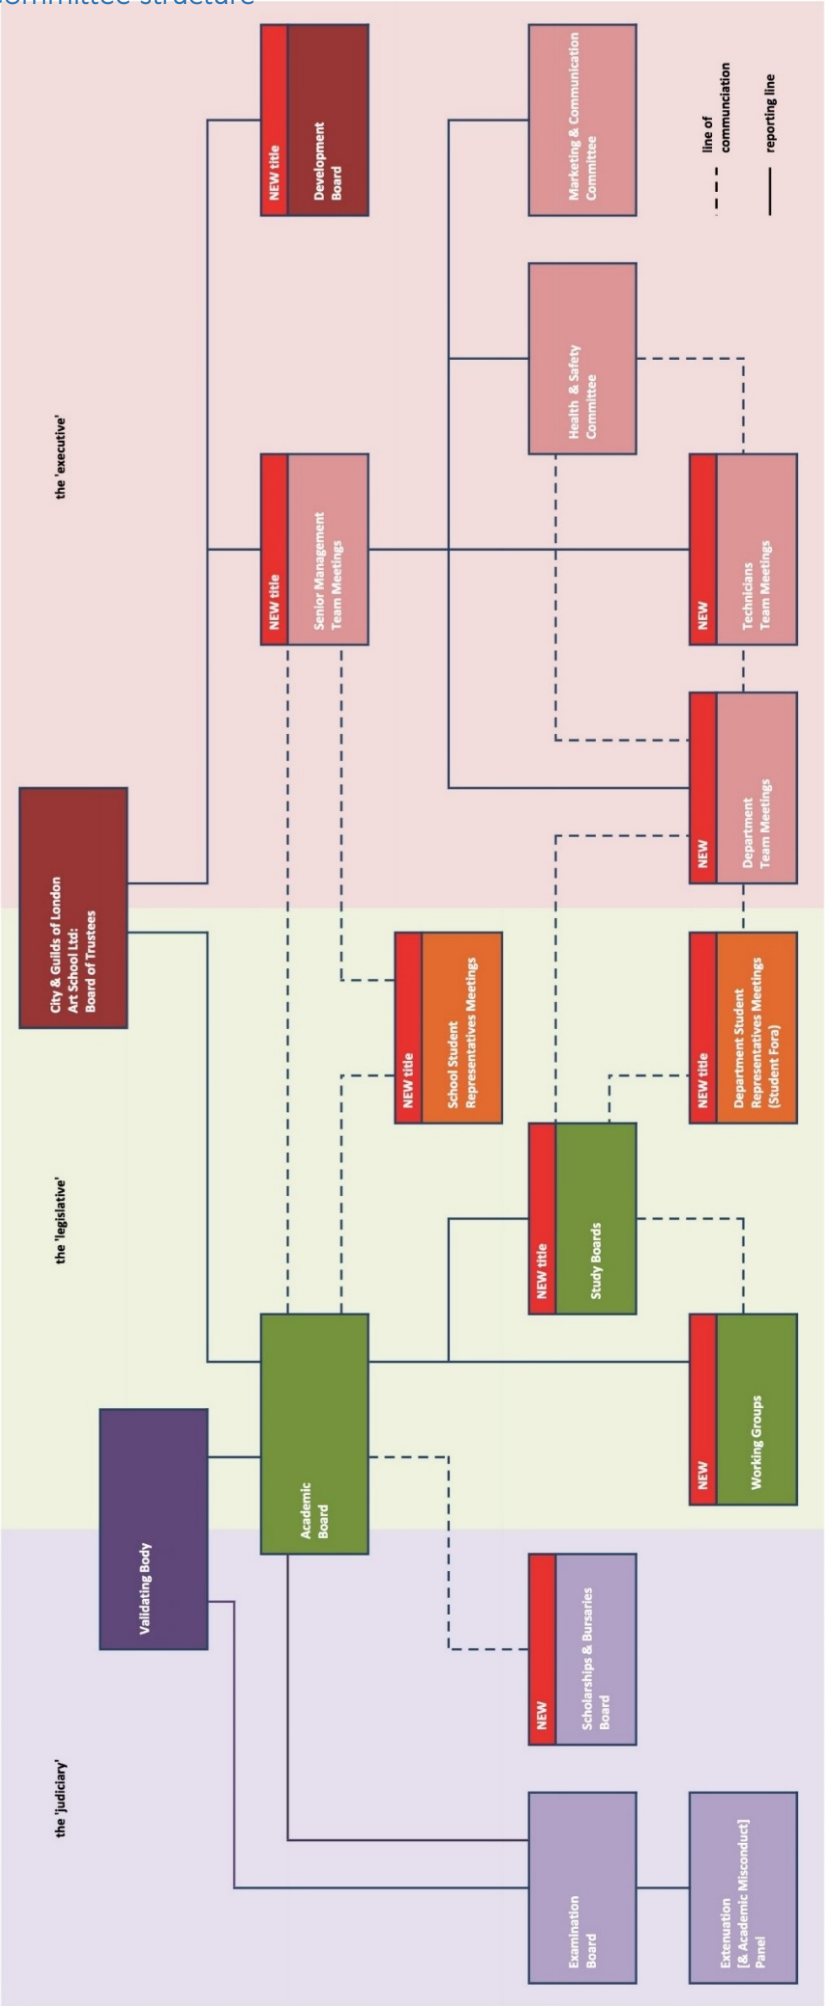 committee structure
the 'judiciary'
the 'legislative'
the 'executive'
City & Guilds of London
Art School Ltd:
Board of Trustees
Validating Body
Academic
Board
NEW title
Senior Management
Team Meetings
NEW title
Development
Board
NEW title
School Student
Representatives Meetings
Examination
Board
NEW
Scholarships & Bursaries
Board
NEW title
Study Boards
Health & Safety
Committee
Marketing & Communication
Committee
Extenuation
[& Academic Misconduct]
Panel
NEW
Working Groups
NEW title
Department Student
Representatives Meetings
(Student Fora)
NEW
Department
Team Meetings
NEW
Technicians
Team Meetings
line of
communciation
reporting line